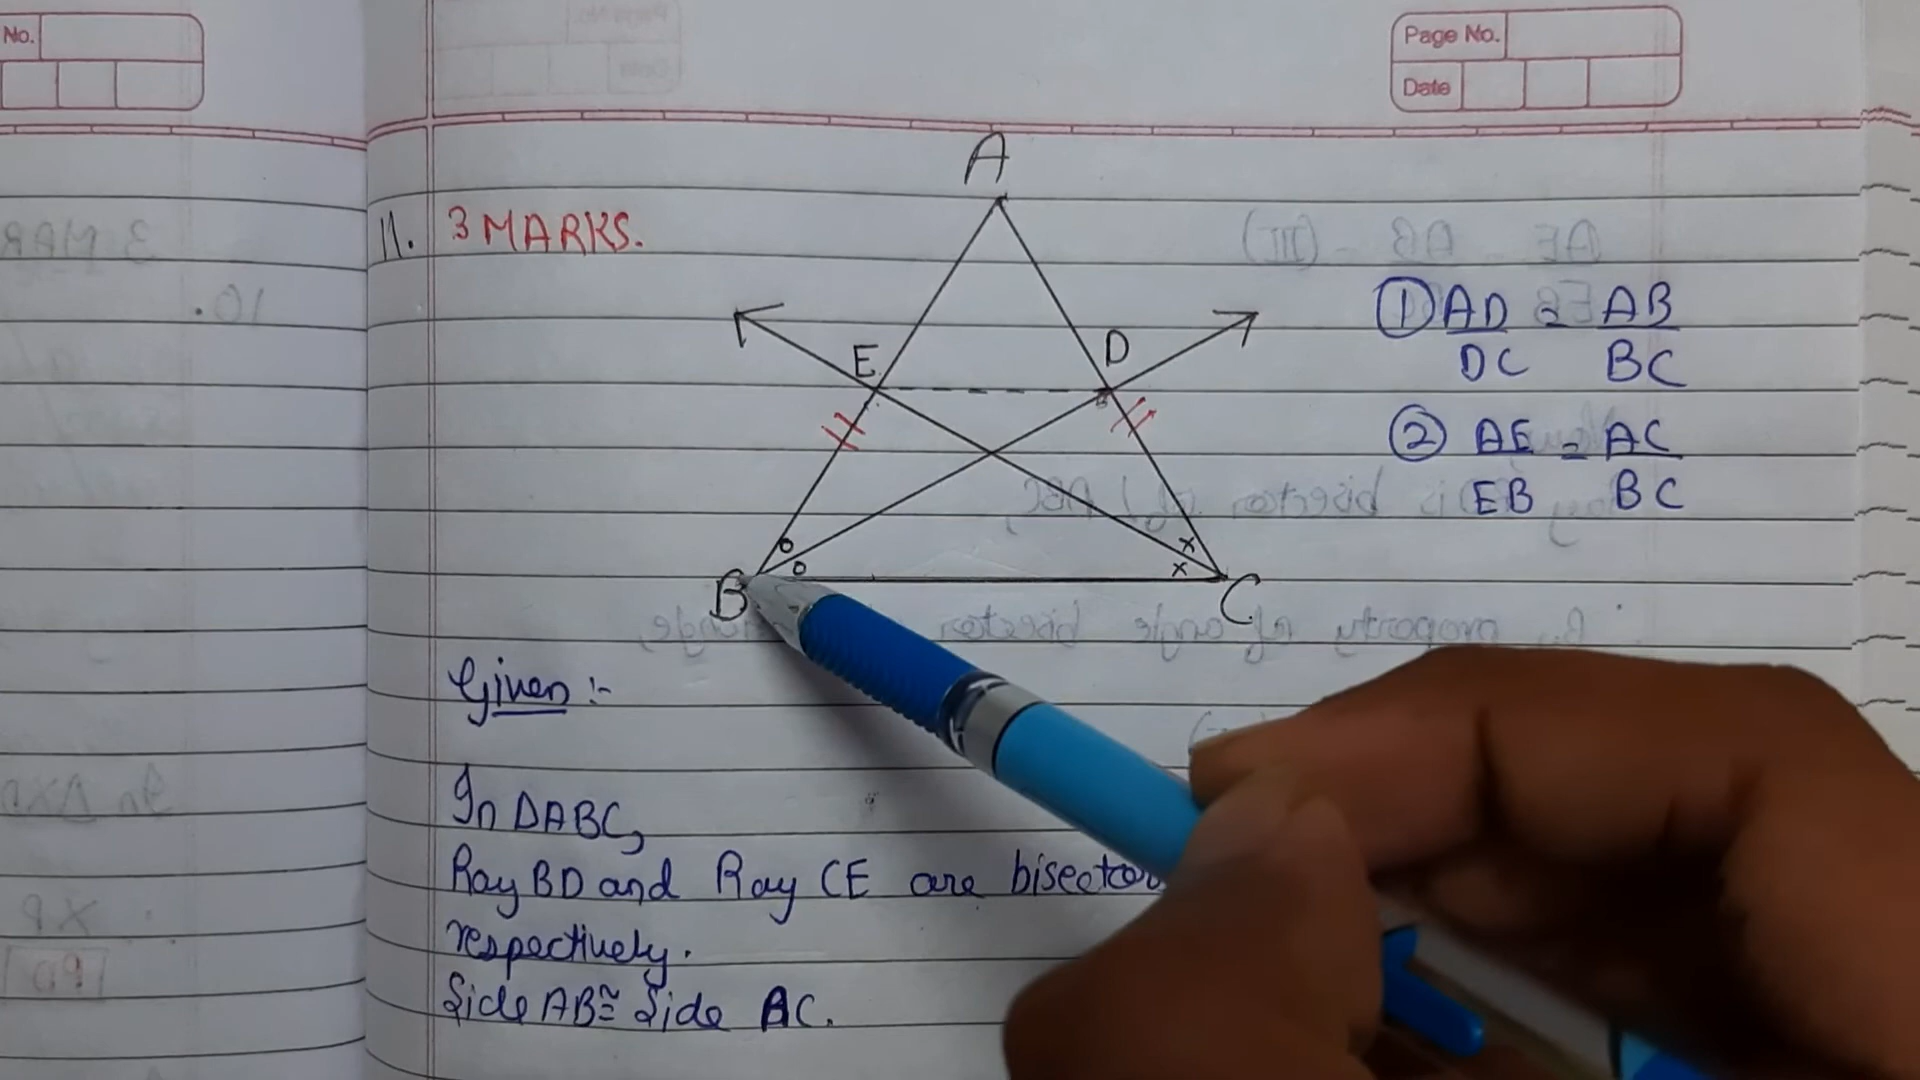 No.
Page No.
Date
11. 3 MARKS.
A
E
D
B
C
① AD = AB
DC BC
② AE = AC
EB BC
Given :-
In ΔABC,
Ray BD and Ray CE are bisector
respectively.
Side AB ≅ Side AC.